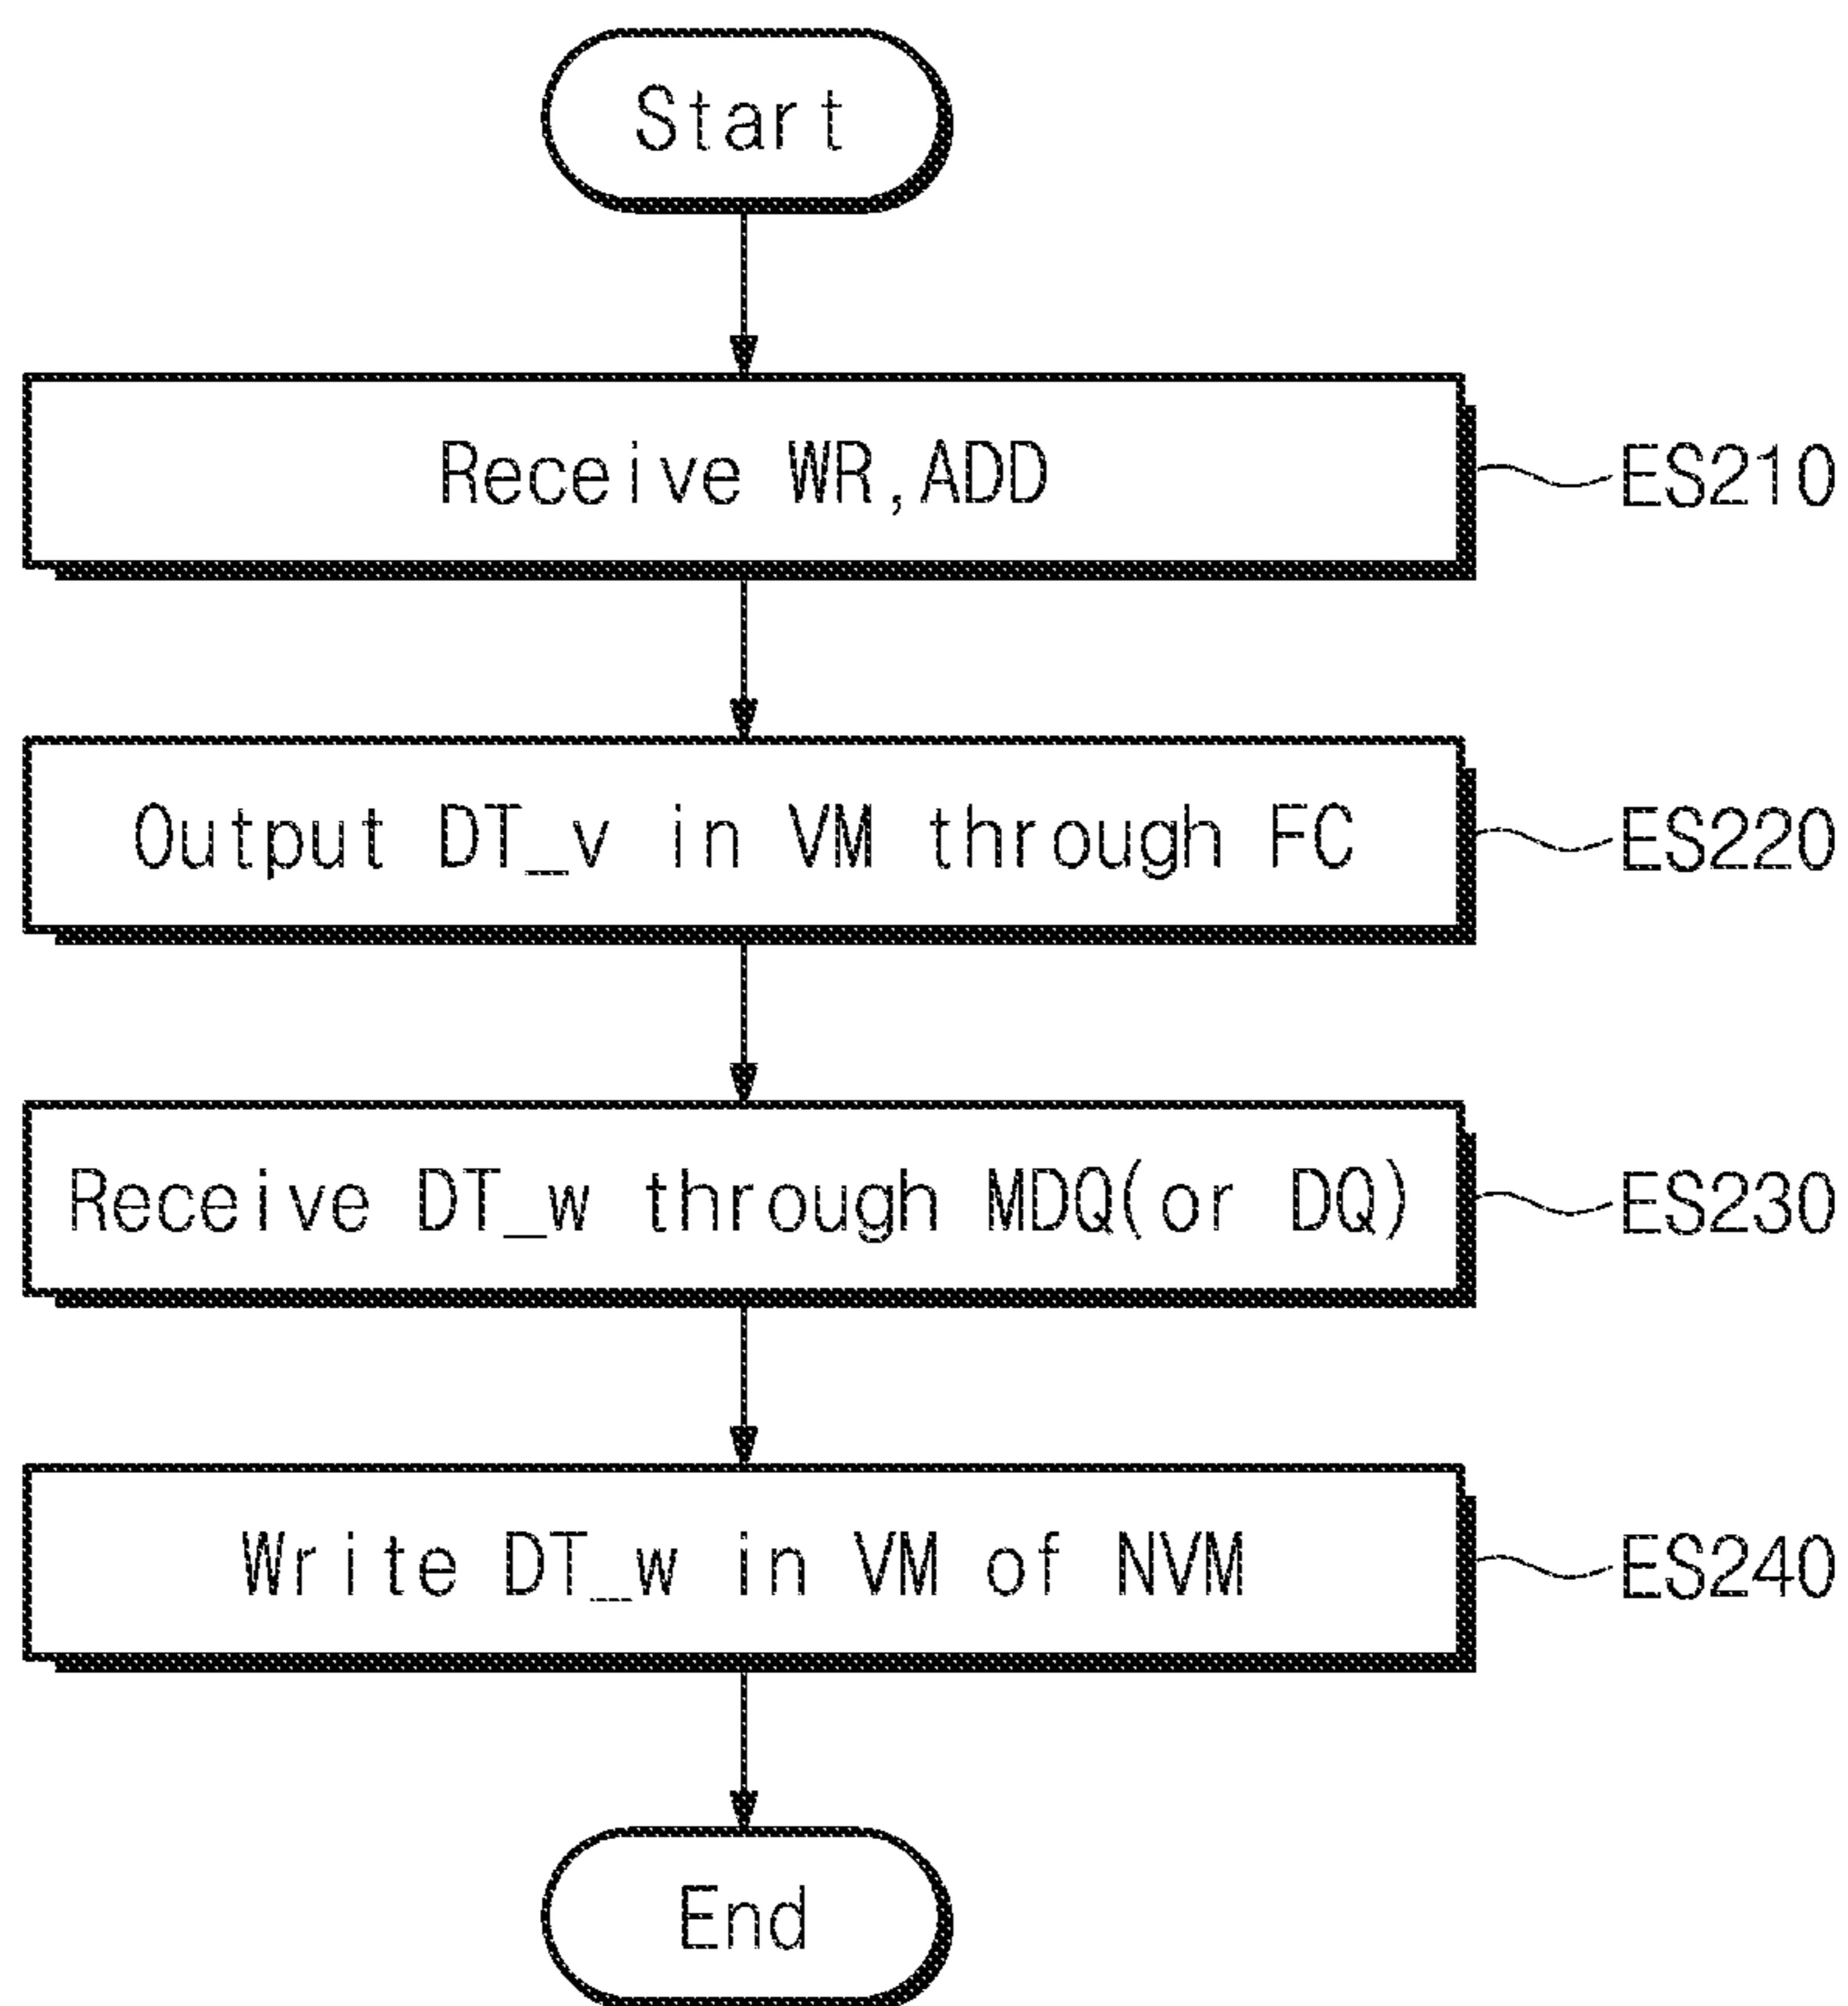 Start
Receive WR,ADD
ES210
Output DT_v in VM through FC
ES220
Receive DT_w through MDQ(or DQ)
ES230
Write DT_w in VM of NVM
ES240
End